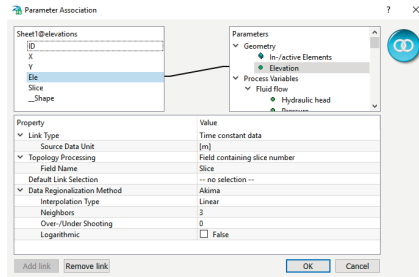 Parameter Association
? ×
Sheet1@elevations
ID
X
Y
Ele
Slice
__Shape
Parameters
Geometry
In-/active Elements
Elevation
Process Variables
Fluid flow
Hydraulic head
Pressure
Property Value
Link Type Time constant data
Source Data Unit [m]
Topology Processing Field containing slice number
Field Name Slice
Default Link Selection -- no selection --
Data Regionalization Method Akima
Interpolation Type Linear
Neighbors 3
Over-/Under Shooting 0
Logarithmic False
Add link Remove link OK Cancel